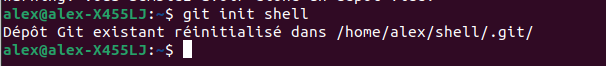 alex@alex-X455LJ:~$ git init shell
Dépôt Git existant réinitialisé dans /home/alex/shell/.git/
alex@alex-X455LJ:~$